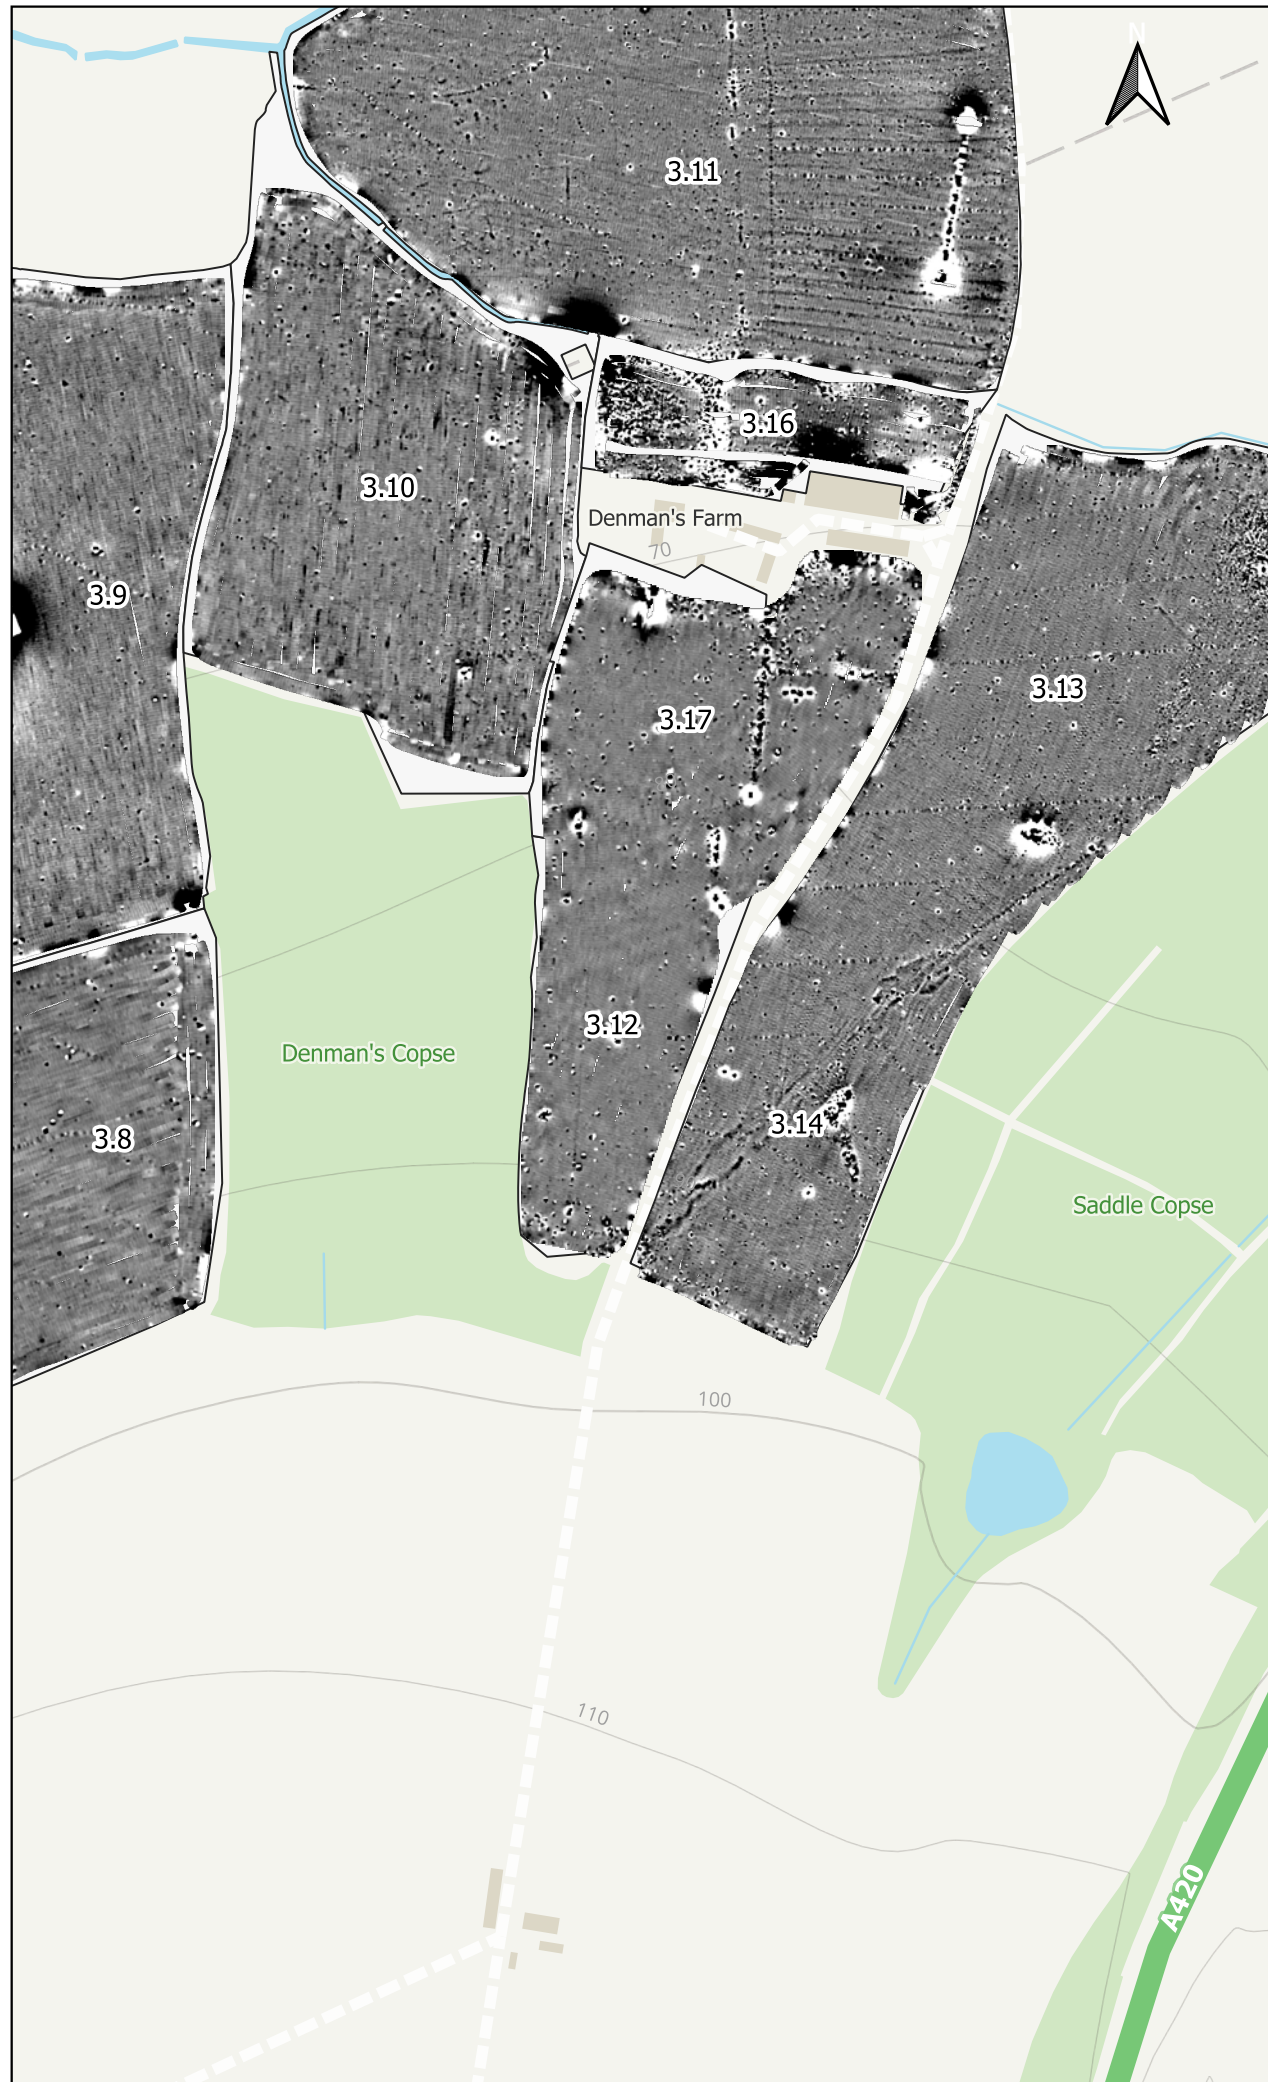 N
3.11
3.16
3.10
Denman's Farm
70
3.9
3.13
3.17
3.12
Denman's Copse
3.14
3.8
Saddle Copse
100
110
A420